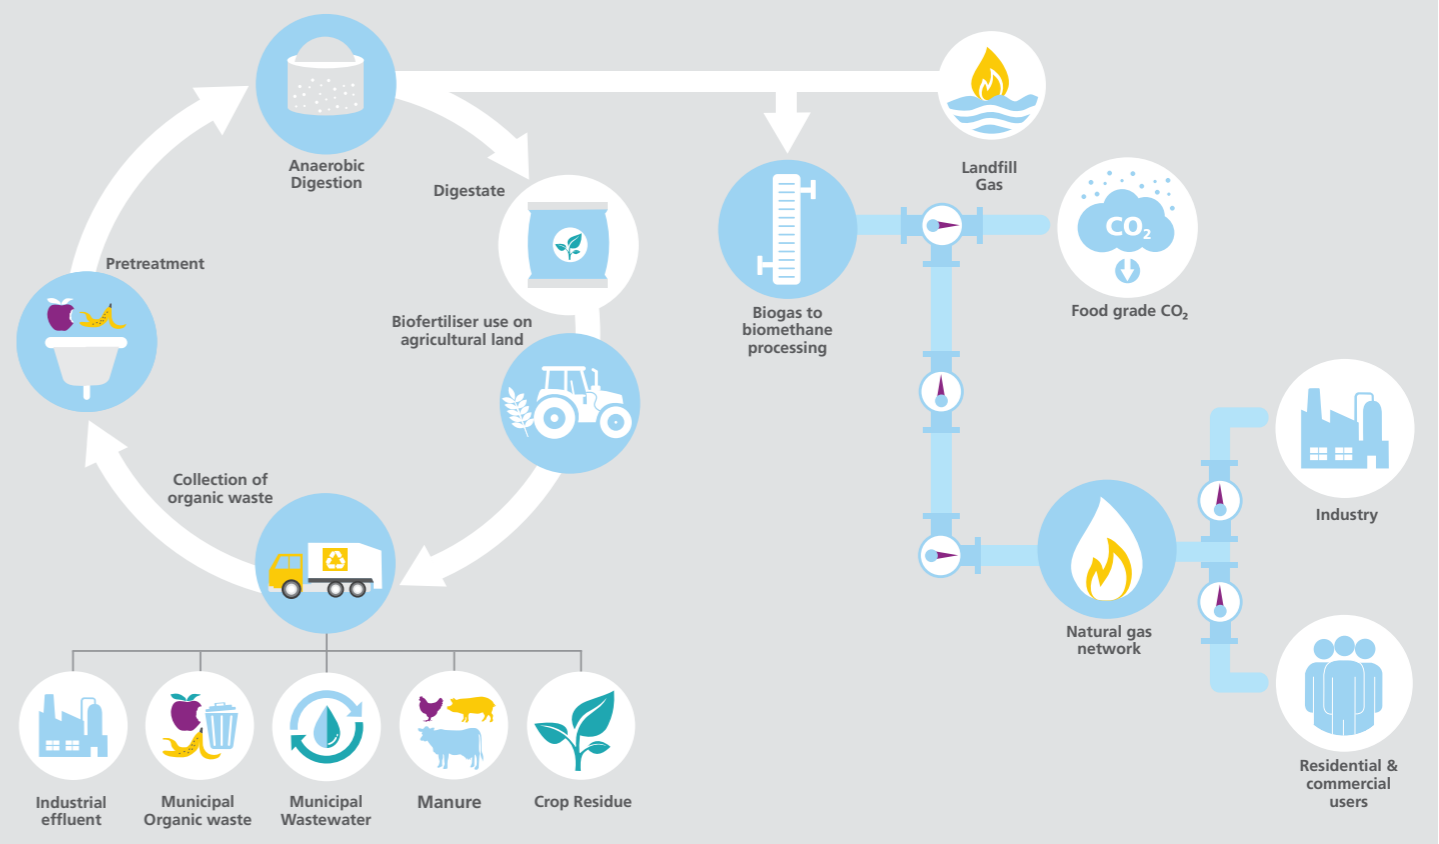 Anaerobic
Digestion
Digestate
Pretreatment
Biofertiliser use on
agricultural land
Collection of
organic waste
Industrial
effluent
Municipal
Organic waste
Municipal
Wastewater
Manure
Crop Residue
Landfill
Gas
Biogas to
biomethane
processing
CO₂
Food grade CO₂
Natural gas
network
Industry
Residential &
commercial
users